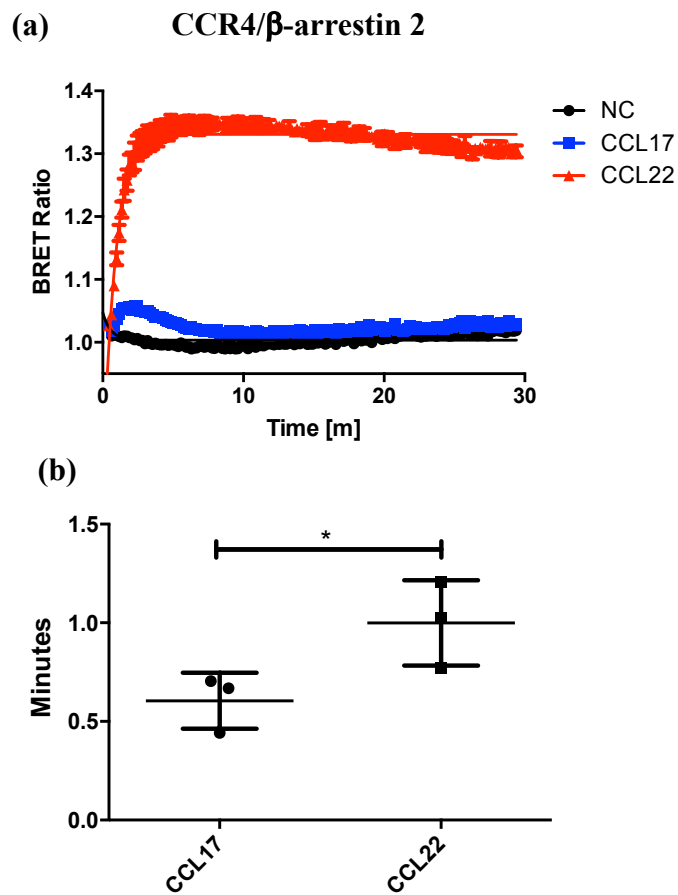 (a) CCR4/β-arrestin 2
1.4
1.3
1.2
1.1
1.0
BRET Ratio
0 10 20 30
Time [m]
NC
CCL17
CCL22
(b)
1.5
1.0
0.5
0.0
Minutes
*
CCL17 CCL22